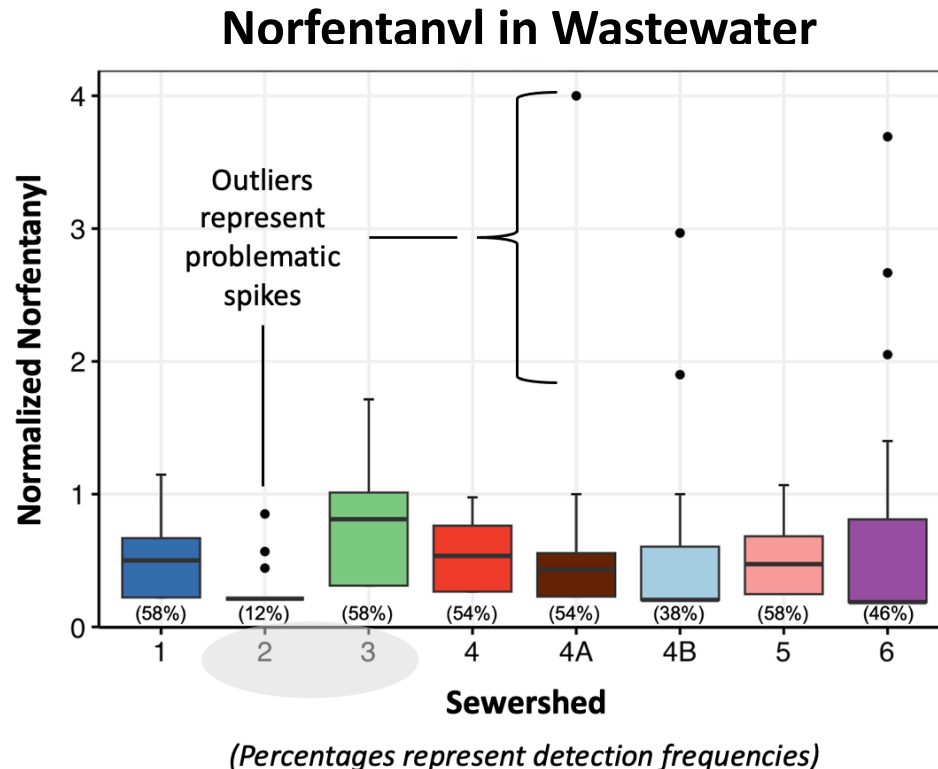 Norfentanyl in Wastewater
Normalized Norfentanyl
4
3
2
1
0
Outliers
represent
problematic
spikes
(58%) (12%) (58%) (54%) (54%) (38%) (58%) (46%)
1 2 3 4 4A 4B 5 6
Sewershed
(Percentages represent detection frequencies)